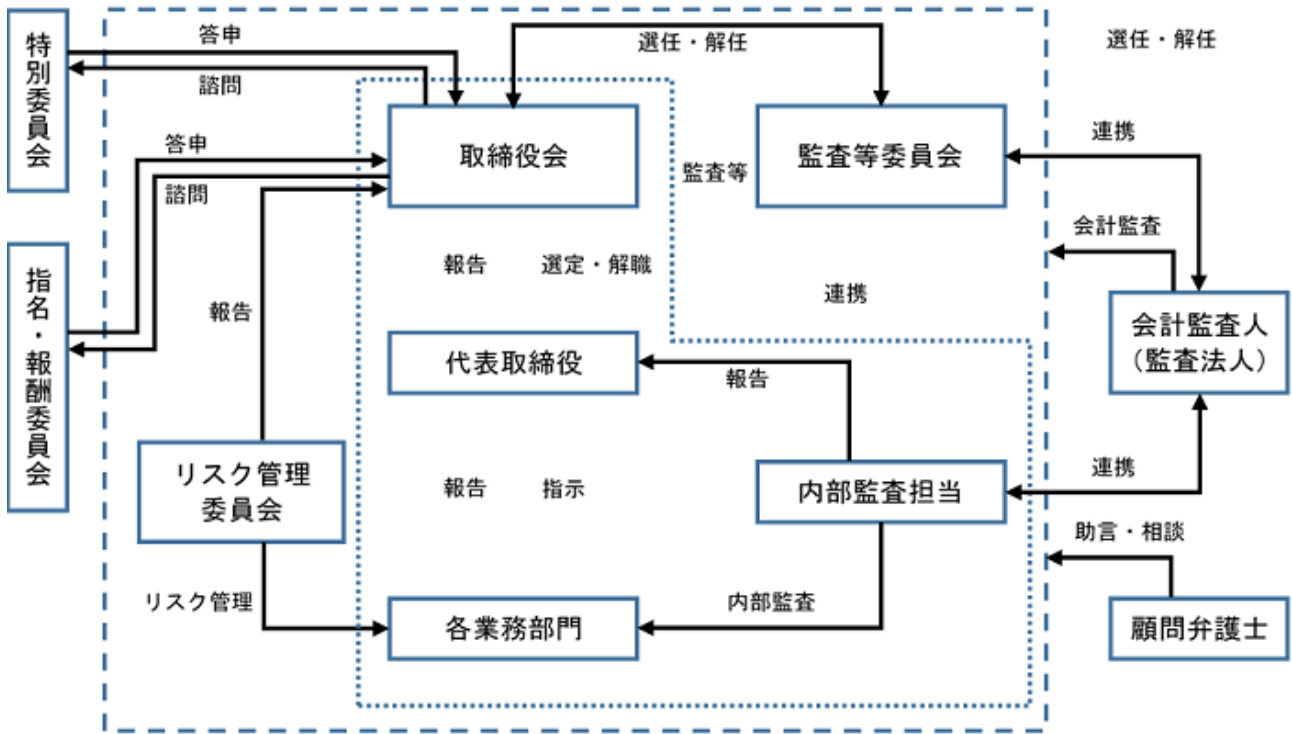 特別委員会
答申
諮問
選任・解任
選任・解任
取締役会
監査等
監査等委員会
連携
答申
諮問
会計監査
指名・報酬委員会
報告
報告
選定・解職
連携
会計監査人
（監査法人）
代表取締役
報告
リスク管理
委員会
報告
指示
内部監査担当
連携
助言・相談
リスク管理
各業務部門
内部監査
顧問弁護士